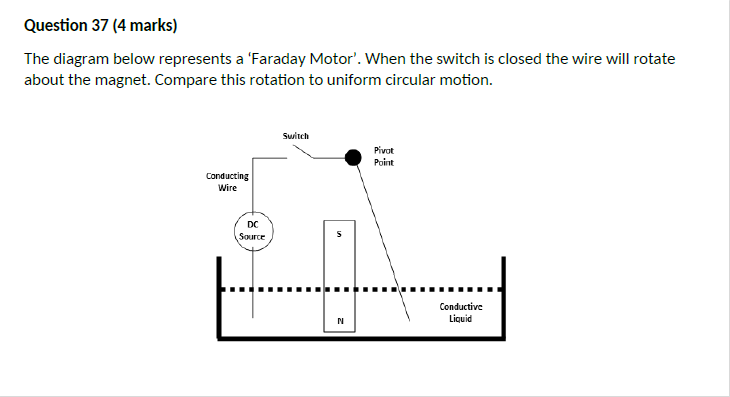 Question 37 (4 marks)
The diagram below represents a ‘Faraday Motor’. When the switch is closed the wire will rotate
about the magnet. Compare this rotation to uniform circular motion.
Switch
Pivot
Point
Conducting
Wire
DC
Source
S
Conductive
Liquid
N